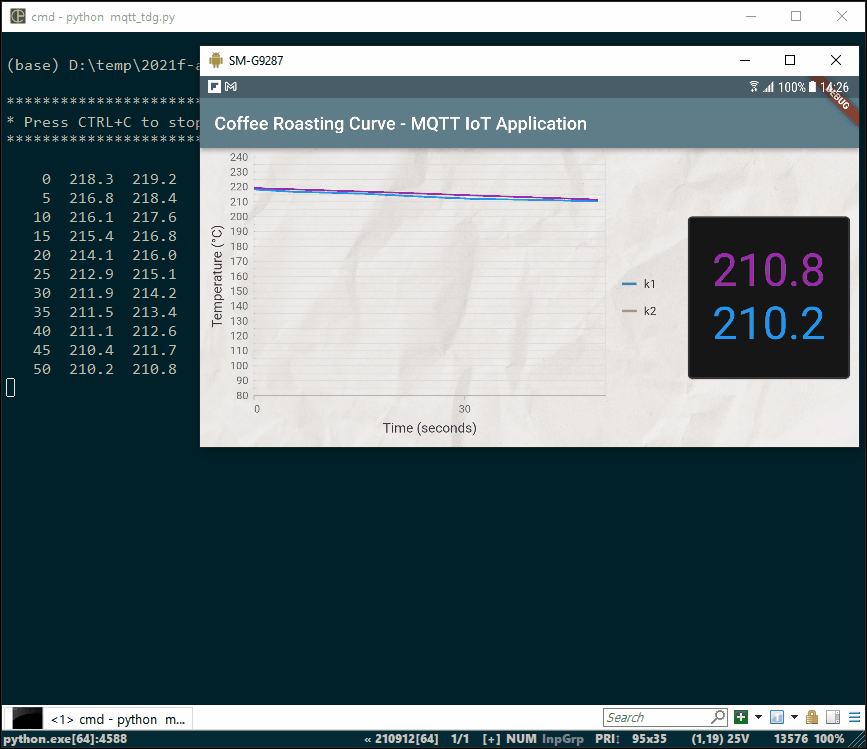 cmd - python  mqtt_tdg.py
(base) D:\temp\2021f-a
**********************
* Press CTRL+C to stop
**********************
0 218.3 219.2
5 216.8 218.4
10 216.1 217.6
15 215.4 216.8
20 214.1 216.0
25 212.9 215.1
30 211.9 214.2
35 211.5 213.4
40 211.1 212.6
45 210.4 211.7
50 210.2 210.8
SM-G9287
100% 14:26
DEBUG
Coffee Roasting Curve - MQTT IoT Application
240
230
220
210
200
190
180
170
160
150
140
130
120
110
100
90
80
Temperature (°C)
0 30
Time (seconds)
k1
k2
210.8
210.2
<1> cmd - python  m...
Search
python.exe[64]:4588 « 210912[64] 1/1 [+] NUM InpGrp PRI↕ 95x35 (1,19) 25V 13576 100%